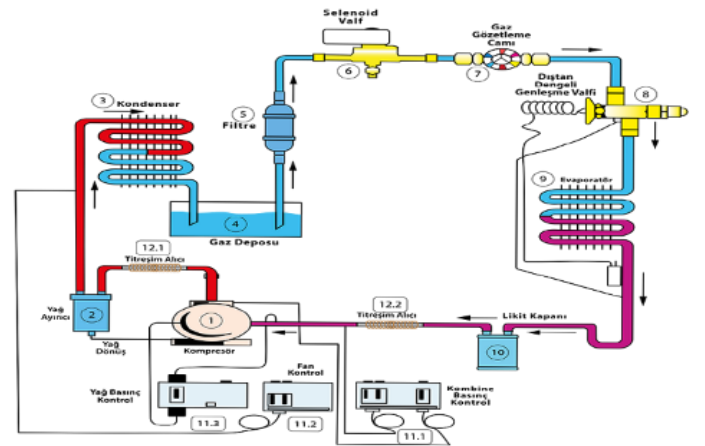 Selenoid
Valf
6
Gaz
Gözetleme
Camı
7
Dıştan
Dengeli
Genleşme Valfi
8
3
Kondenser
5
Filtre
4
Gaz Deposu
9
Evaporatör
12.1
Titreşim Alıcı
Yağ
Ayırıcı
2
Yağ
Dönüş
1
Kompresör
12.2
Titreşim Alıcı
Likit Kapanı
10
Yağ Basınç
Kontrol
11.3
Fan
Kontrol
11.2
Kombine
Basınç
Kontrol
11.1